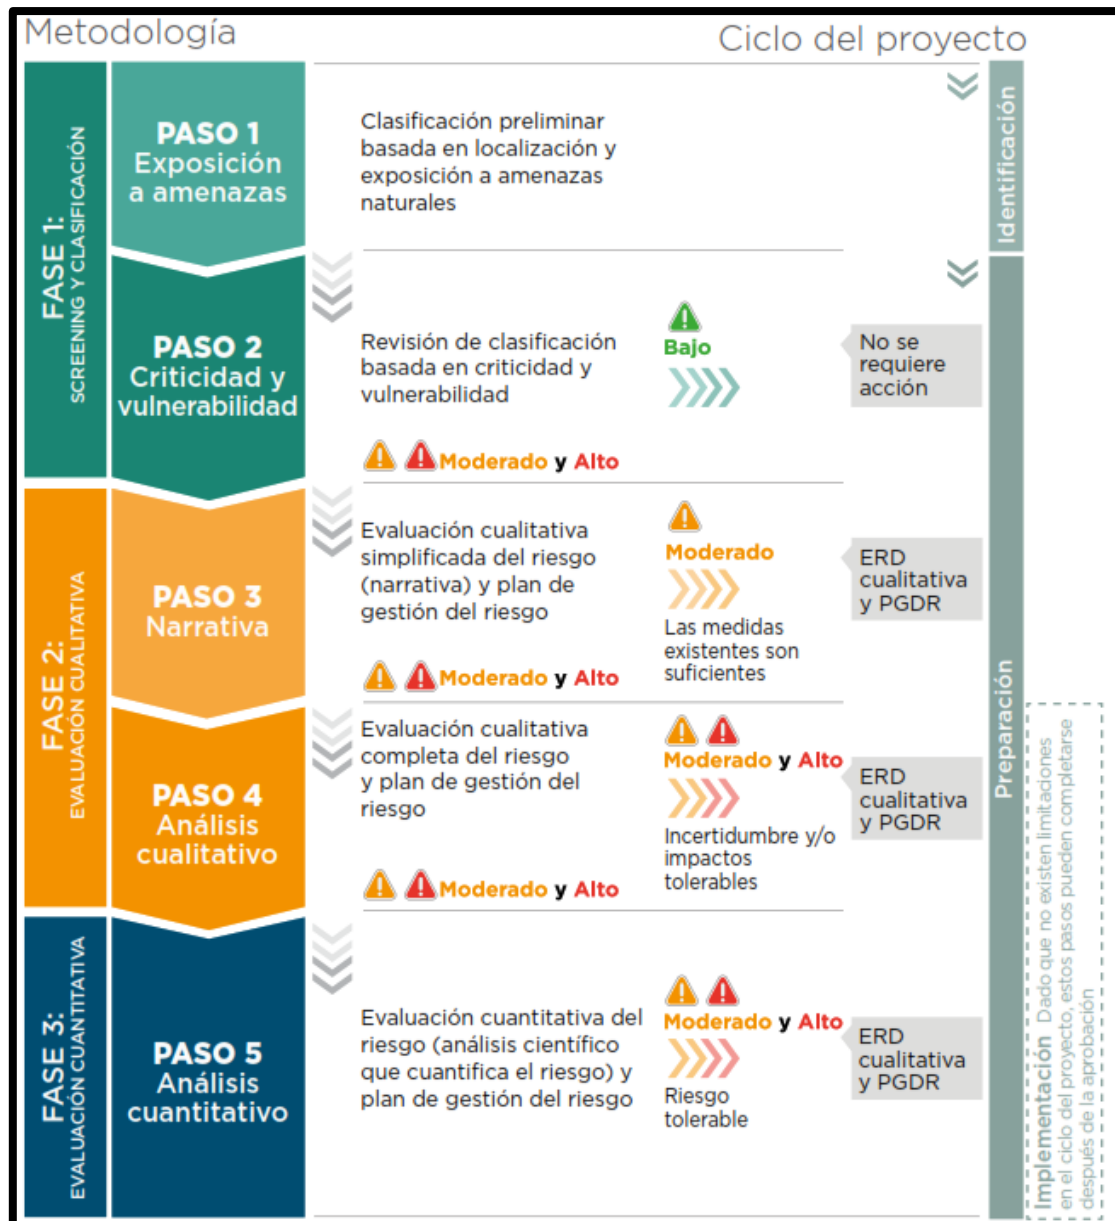 Metodología
Ciclo del proyecto
FASE 1:
SCREENING Y CLASIFICACIÓN
PASO 1
Exposición
a amenazas
Clasificación preliminar
basada en localización y
exposición a amenazas
naturales
Identificación
PASO 2
Criticidad y
vulnerabilidad
Revisión de clasificación
basada en criticidad y
vulnerabilidad
Bajo
No se
requiere
acción
Moderado y Alto
FASE 2:
EVALUACIÓN CUALITATIVA
PASO 3
Narrativa
Evaluación cualitativa
simplificada del riesgo
(narrativa) y plan de
gestión del riesgo
Moderado
Las medidas
existentes son
suficientes
ERD
cualitativa
y PGDR
Moderado y Alto
PASO 4
Análisis
cualitativo
Evaluación cualitativa
completa del riesgo
y plan de gestión del
riesgo
Moderado y Alto
Incertidumbre y/o
impactos
tolerables
ERD
cualitativa
y PGDR
Moderado y Alto
FASE 3:
EVALUACIÓN CUANTITATIVA
PASO 5
Análisis
cuantitativo
Evaluación cuantitativa del
riesgo (análisis científico
que cuantifica el riesgo) y
plan de gestión del riesgo
Moderado y Alto
Riesgo
tolerable
ERD
cualitativa
y PGDR
Preparación
Implementación Dado que no existen limitaciones
en el ciclo del proyecto, estos pasos pueden completarse
después de la aprobación